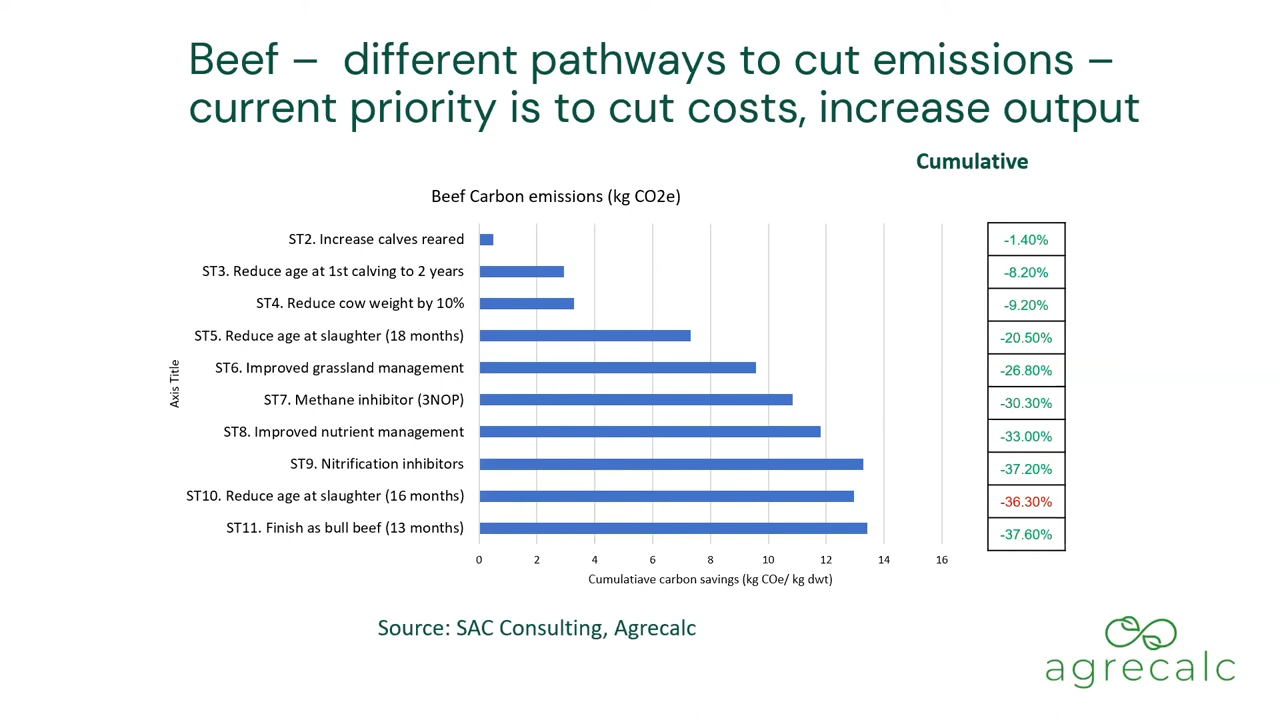 Beef –  different pathways to cut emissions –
current priority is to cut costs, increase output
Cumulative
Beef Carbon emissions (kg CO2e)
Axis Title
ST2. Increase calves reared
-1.40%
ST3. Reduce age at 1st calving to 2 years
-8.20%
ST4. Reduce cow weight by 10%
-9.20%
ST5. Reduce age at slaughter (18 months)
-20.50%
ST6. Improved grassland management
-26.80%
ST7. Methane inhibitor (3NOP)
-30.30%
ST8. Improved nutrient management
-33.00%
ST9. Nitrification inhibitors
-37.20%
ST10. Reduce age at slaughter (16 months)
-36.30%
ST11. Finish as bull beef (13 months)
-37.60%
0 2 4 6 8 10 12 14 16
Cumulatiave carbon savings (kg COe/ kg dwt)
Source: SAC Consulting, Agrecalc
agrecalc